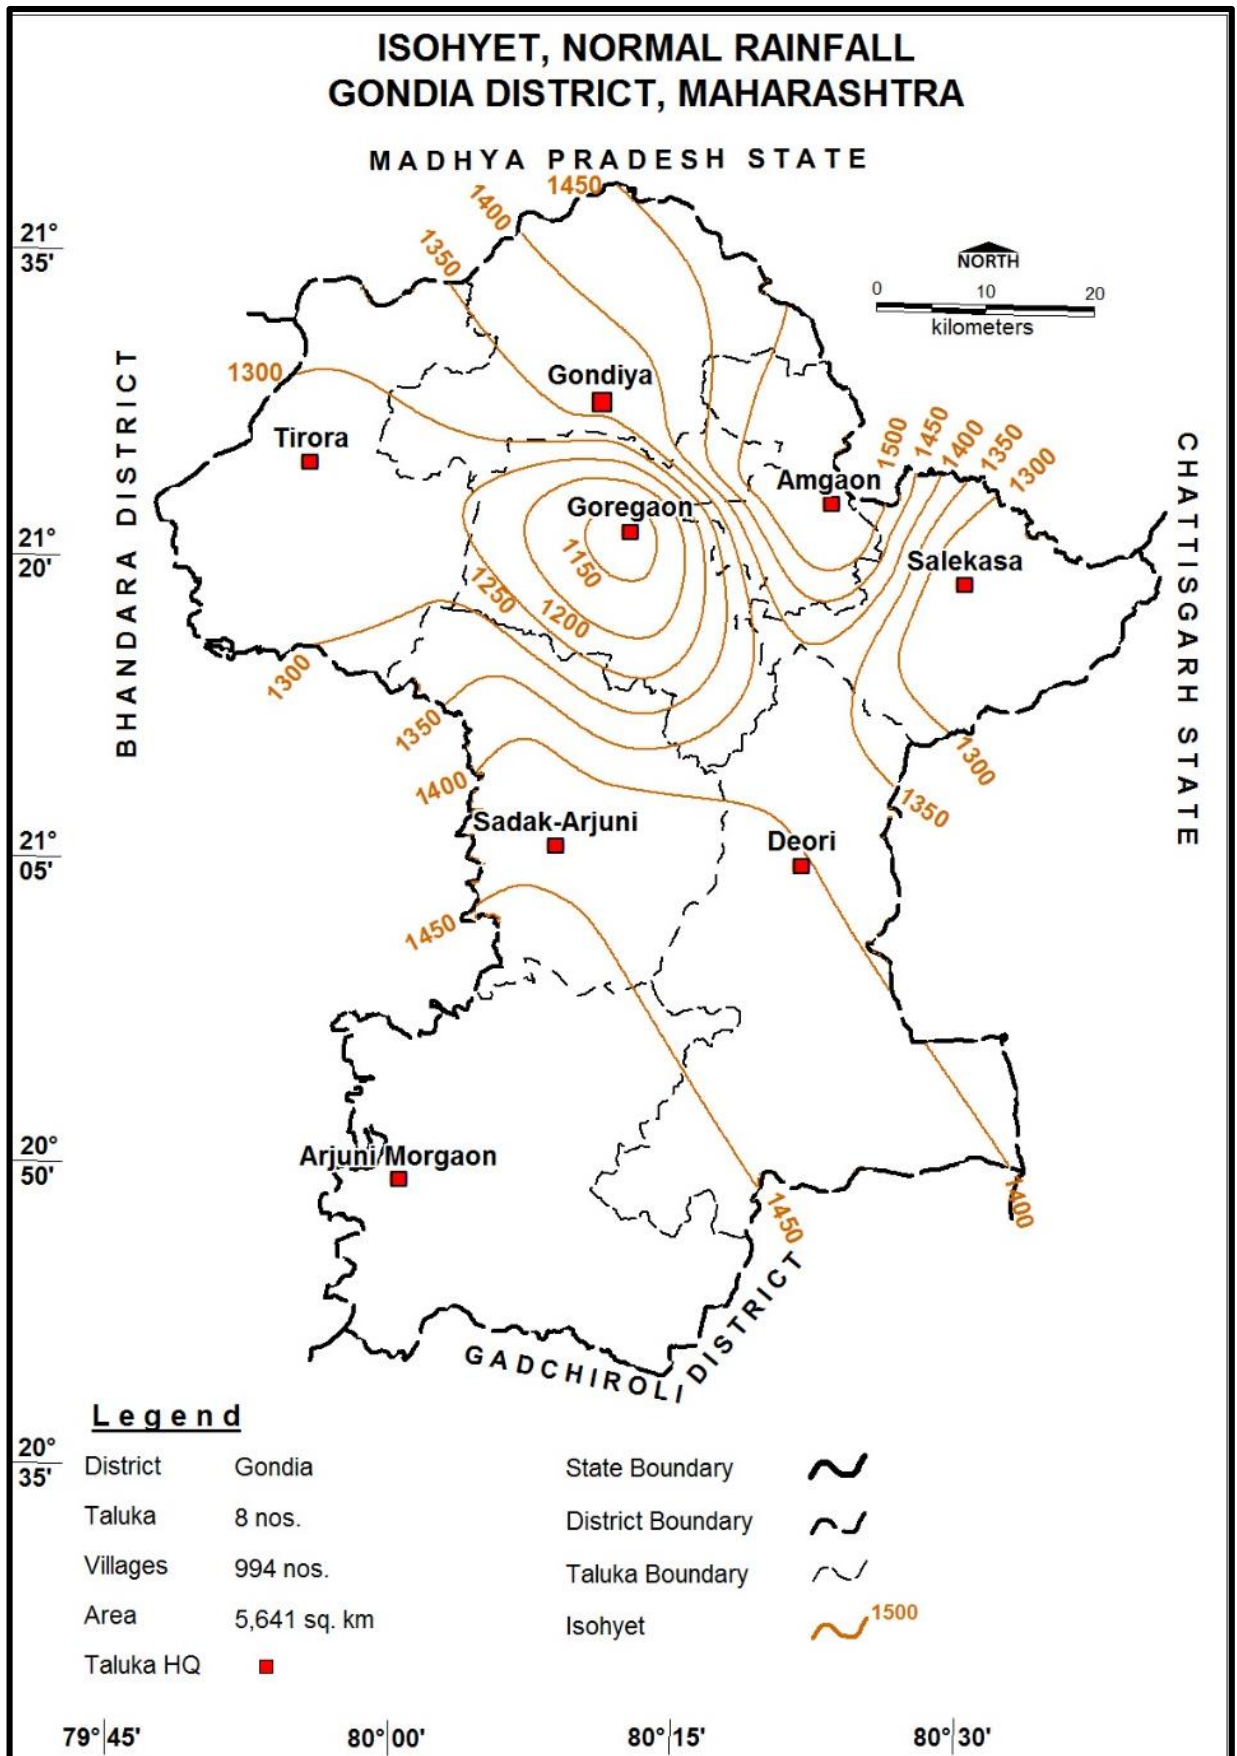 ISOHYET, NORMAL RAINFALL
GONDIA DISTRICT, MAHARASHTRA
MADHYA PRADESH STATE
1450
1400
1350
21°
35'
NORTH
0 10 20
kilometers
1300
Gondiya
BHANDARA DISTRICT
Tirora
1500
1450
1400
1350
1300
CHATTISGARH STATE
Amgaon
Goregaon
21°
20'
1150
Salekasa
1250
1200
1300
1350
1300
1400
1350
Sadak-Arjuni
Deori
21°
05'
1450
20°
50'
Arjuni Morgaon
1450
1400
GADCHIROLI DISTRICT
Legend
20°
35'
District Gondia
State Boundary
Taluka 8 nos.
District Boundary
Villages 994 nos.
Taluka Boundary
Area 5,641 sq. km
Isohyet 1500
Taluka HQ
79°45' 80°00' 80°15' 80°30'